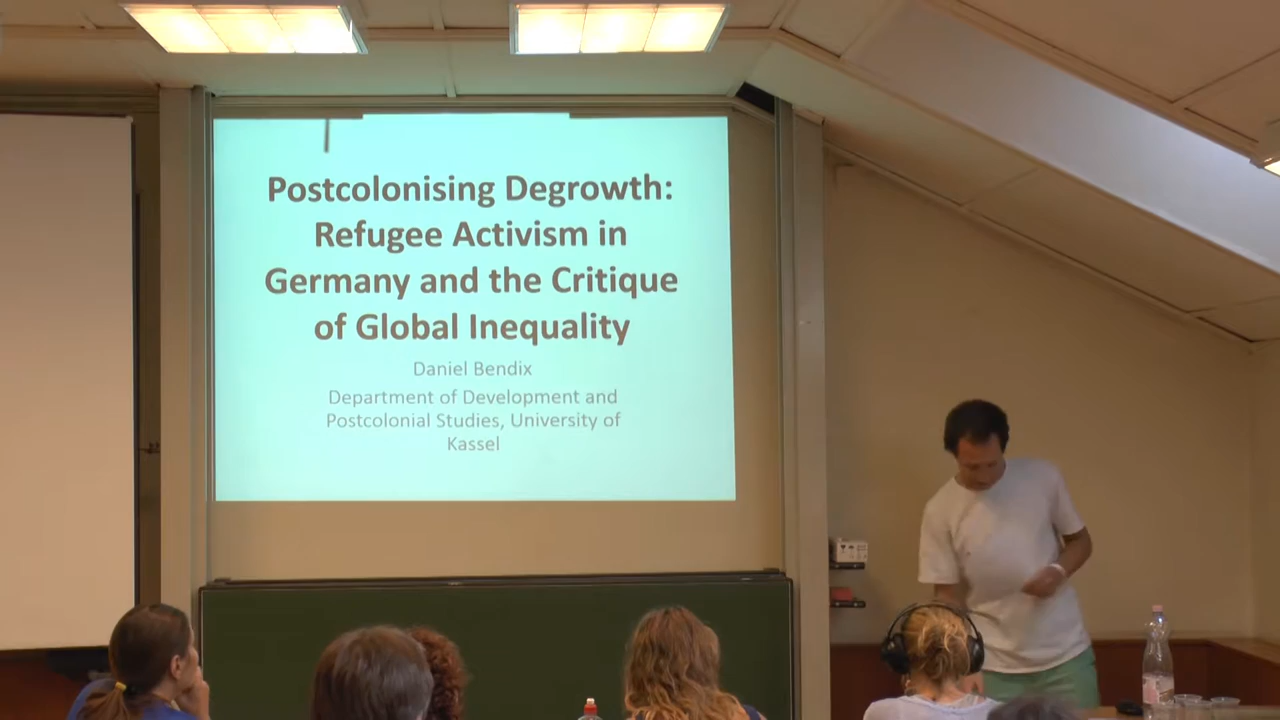 Postcolonising Degrowth:
Refugee Activism in
Germany and the Critique
of Global Inequality
Daniel Bendix
Department of Development and
Postcolonial Studies, University of
Kassel